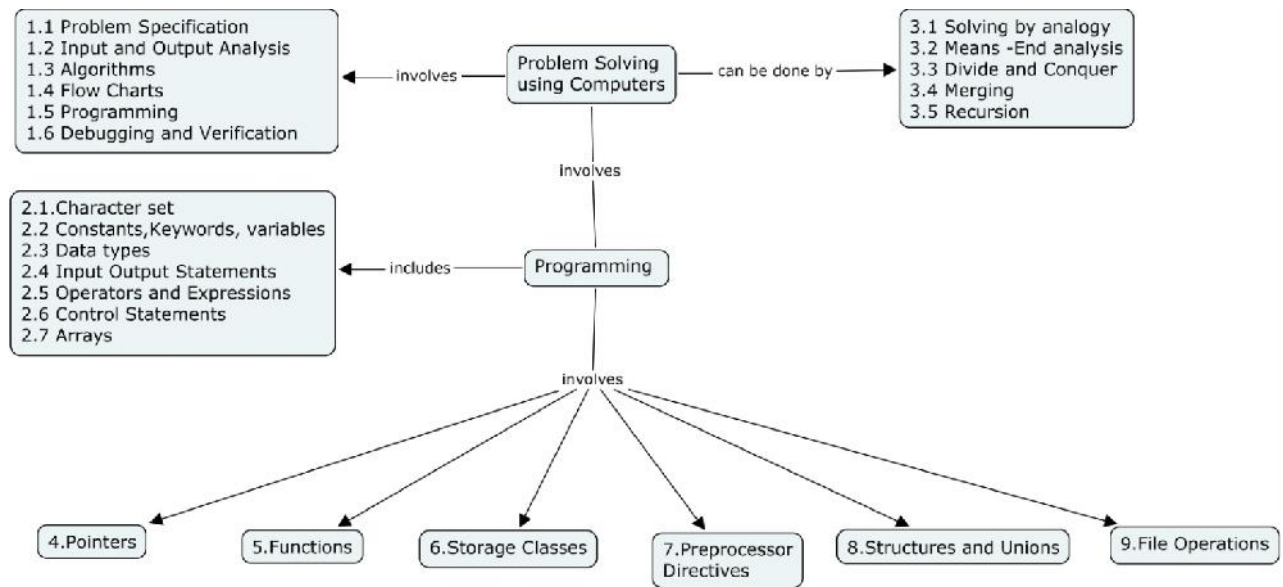 1.1 Problem Specification
1.2 Input and Output Analysis
1.3 Algorithms
1.4 Flow Charts
1.5 Programming
1.6 Debugging and Verification
involves
Problem Solving
using Computers
can be done by
3.1 Solving by analogy
3.2 Means -End analysis
3.3 Divide and Conquer
3.4 Merging
3.5 Recursion
involves
2.1.Character set
2.2 Constants,Keywords, variables
2.3 Data types
2.4 Input Output Statements
2.5 Operators and Expressions
2.6 Control Statements
2.7 Arrays
includes
Programming
involves
4.Pointers
5.Functions
6.Storage Classes
7.Preprocessor
Directives
8.Structures and Unions
9.File Operations